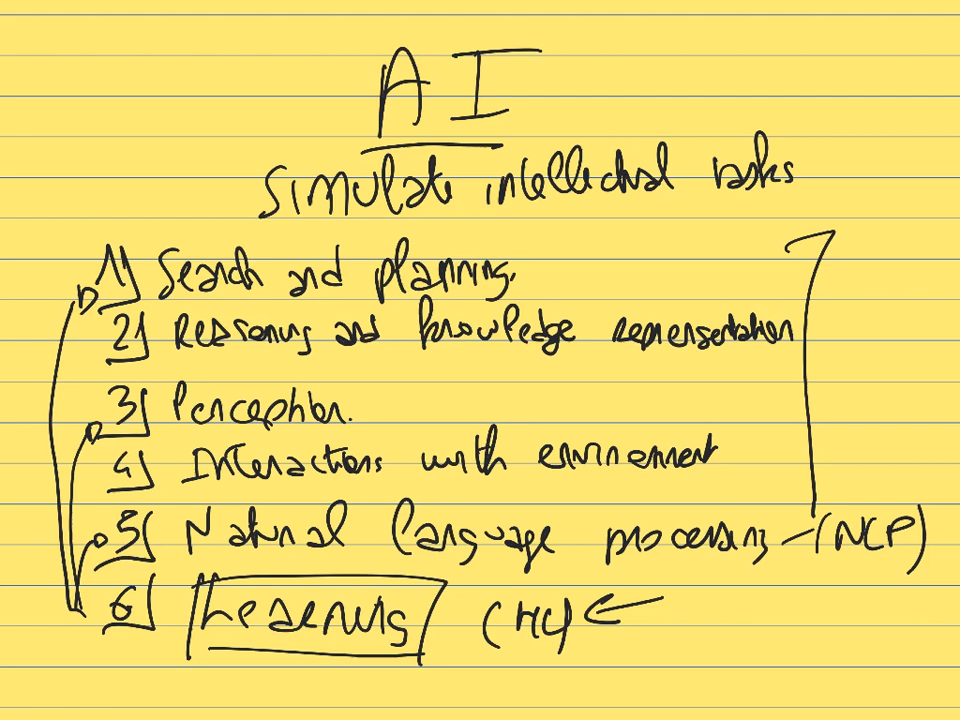 AI
Simulate intellectual tasks
1) Search and planning.
2) Reasoning and knowledge representation
3) Perception.
4) Interactions with environment
5) Natural language processing - (NLP)
6) Learning (ML)